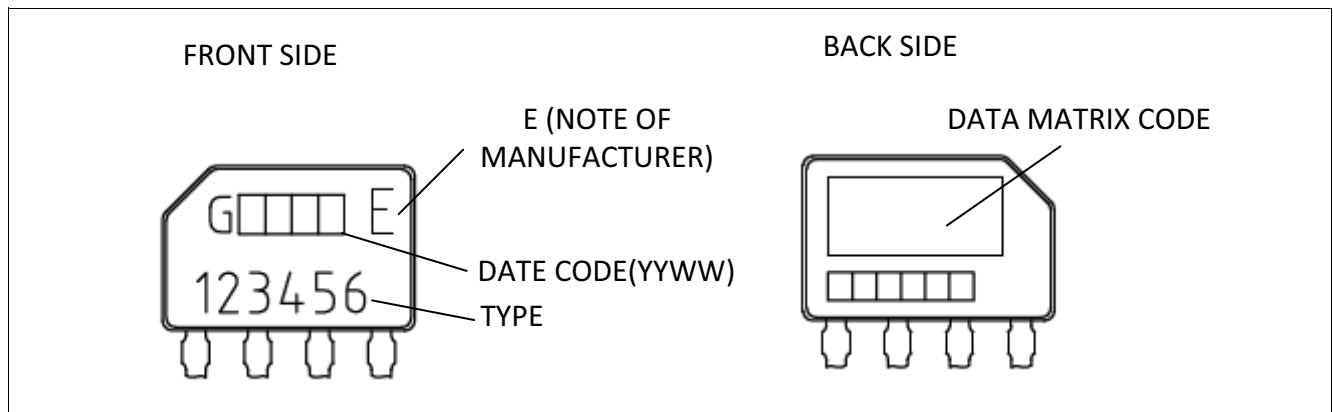 FRONT SIDE
BACK SIDE
E (NOTE OF
MANUFACTURER)
DATA MATRIX CODE
G E
DATE CODE(YYWW)
123456
TYPE